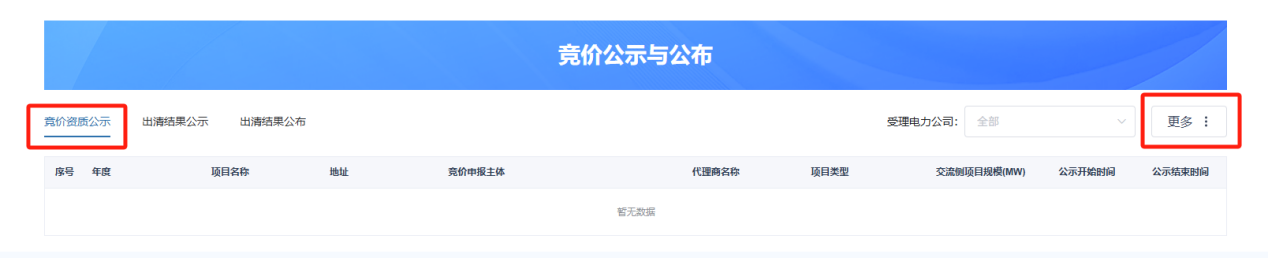 竞价公示与公布
竞价资质公示 出清结果公示 出清结果公布 受理电力公司： 全部 更多
序号 年度 项目名称 地址 竞价申报主体 代理商名称 项目类型 交流侧项目规模(MW) 公示开始时间 公示结束时间
暂无数据